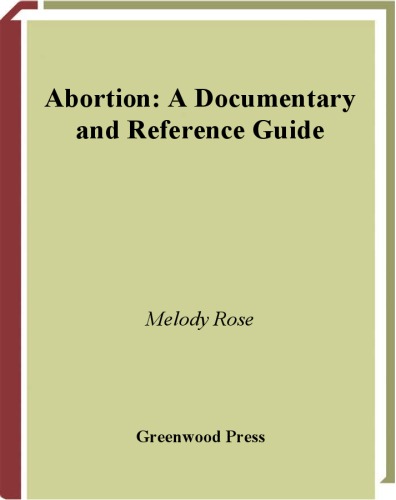 Abortion: A Documentary
and Reference Guide
Melody Rose
Greenwood Press